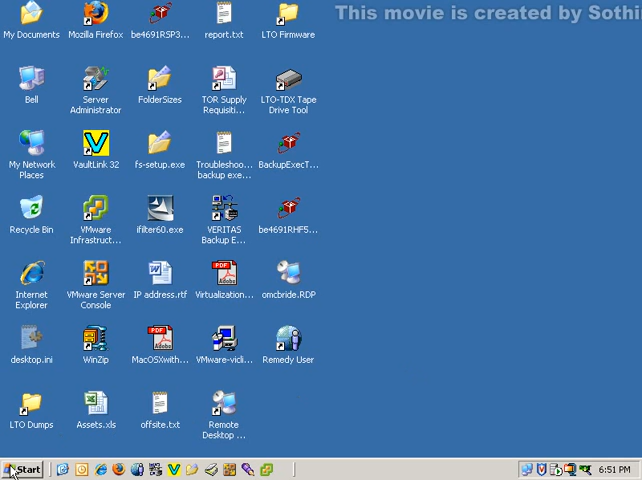 This movie is created by Sothi
My Documents
Mozilla Firefox
be4691RSP3...
report.txt
LTO Firmware
Bell
Server
Administrator
FolderSizes
TOR Supply
Requisiti...
LTO-TDX Tape
Drive Tool
My Network
Places
VaultLink 32
fs-setup.exe
Troubleshoo...
backup exe...
BackupExecT...
Recycle Bin
VMware
Infrastruct...
ifilter60.exe
VERITAS
Backup E...
be4691RHF5...
Internet
Explorer
VMware Server
Console
IP address.rtf
Virtualization...
omcbride.RDP
desktop.ini
WinZip
MacOSXwith...
VMware-vicli...
Remedy User
LTO Dumps
Assets.xls
offsite.txt
Remote
Desktop ...
Start
6:51 PM